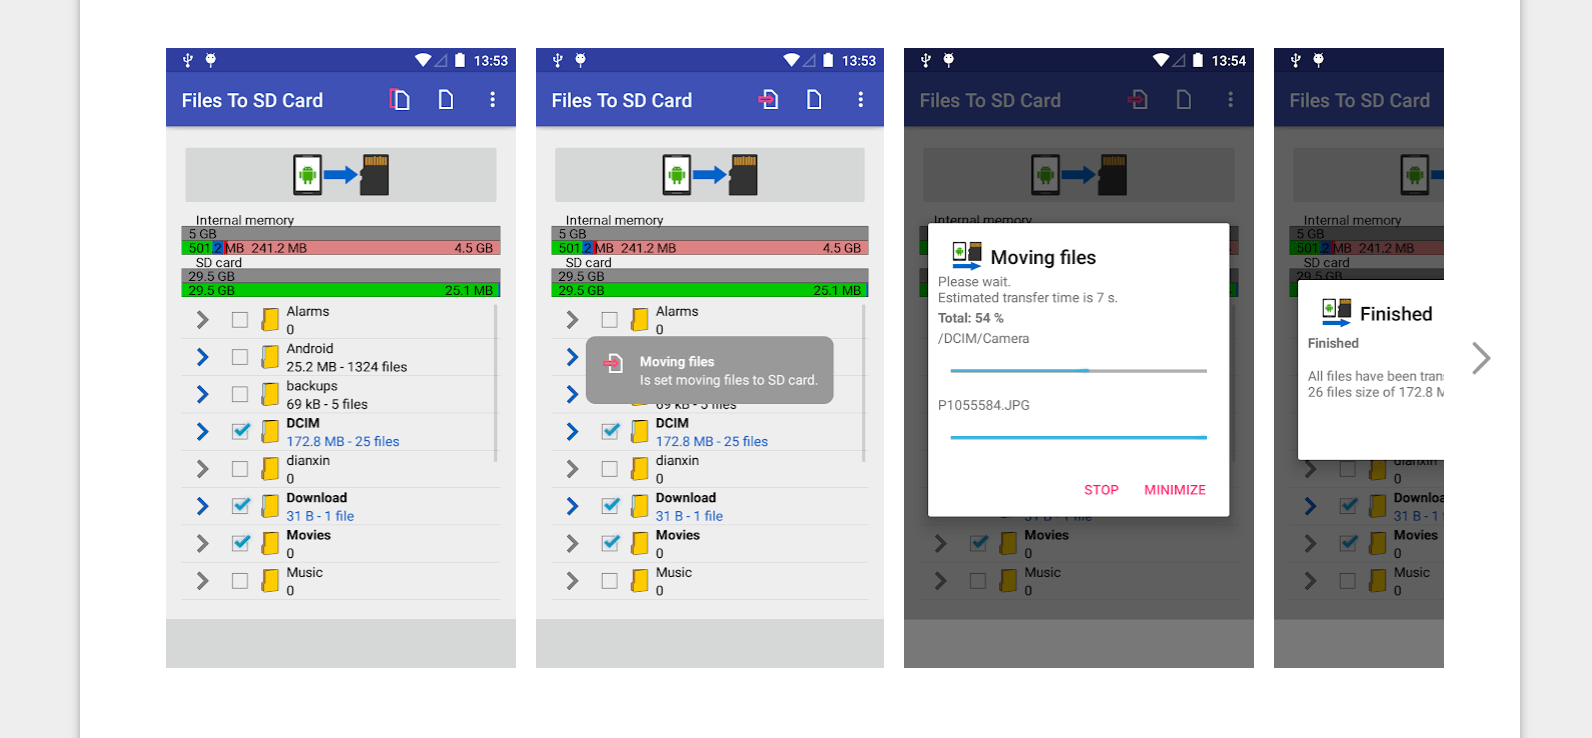 13:53
Files To SD Card
Internal memory
5 GB
501.2 MB 241.2 MB 4.5 GB
SD card
29.5 GB
29.5 GB 25.1 MB
Alarms
0
Android
25.2 MB - 1324 files
backups
69 kB - 5 files
DCIM
172.8 MB - 25 files
dianxin
0
Download
31 B - 1 file
Movies
0
Music
0
13:53
Files To SD Card
Internal memory
5 GB
501.2 MB 241.2 MB 4.5 GB
SD card
29.5 GB
29.5 GB 25.1 MB
Alarms
0
Moving files
Is set moving files to SD card.
69 kB - 5 files
DCIM
172.8 MB - 25 files
dianxin
0
Download
31 B - 1 file
Movies
0
Music
0
13:54
Files To SD Card
Internal memory
Moving files
Please wait.
Estimated transfer time is 7 s.
Total: 54 %
/DCIM/Camera
P1055584.JPG
STOP MINIMIZE
31 B - 1 file
Movies
0
Music
0
Files To SD Card
Internal memory
5 GB
501.2 MB 241.2 MB
SD card
29.5 GB
Finished
Finished
All files have been tran
26 files size of 172.8 M
dianxin
0
Downloa
31 B - 1
Movies
0
Music
0